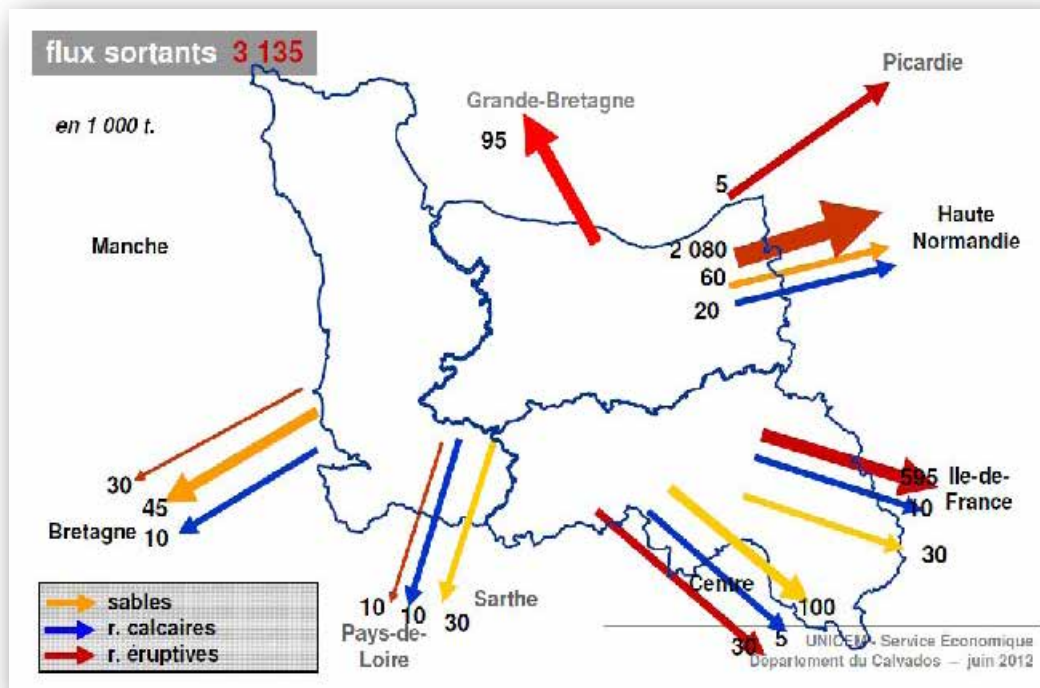 flux sortants 3 135
en 1 000 t.
Picardie
Grande-Bretagne
95
5
Manche
Haute
Normandie
2 080
60
20
30
45
Bretagne 10
595 Ile-de-
10 France
30
Centre
100
5
30
10 10 30
Sarthe
Pays-de-
Loire
sables
r. calcaires
r. éruptives
UNICEM - Service Economique
Département du Calvados – juin 2012